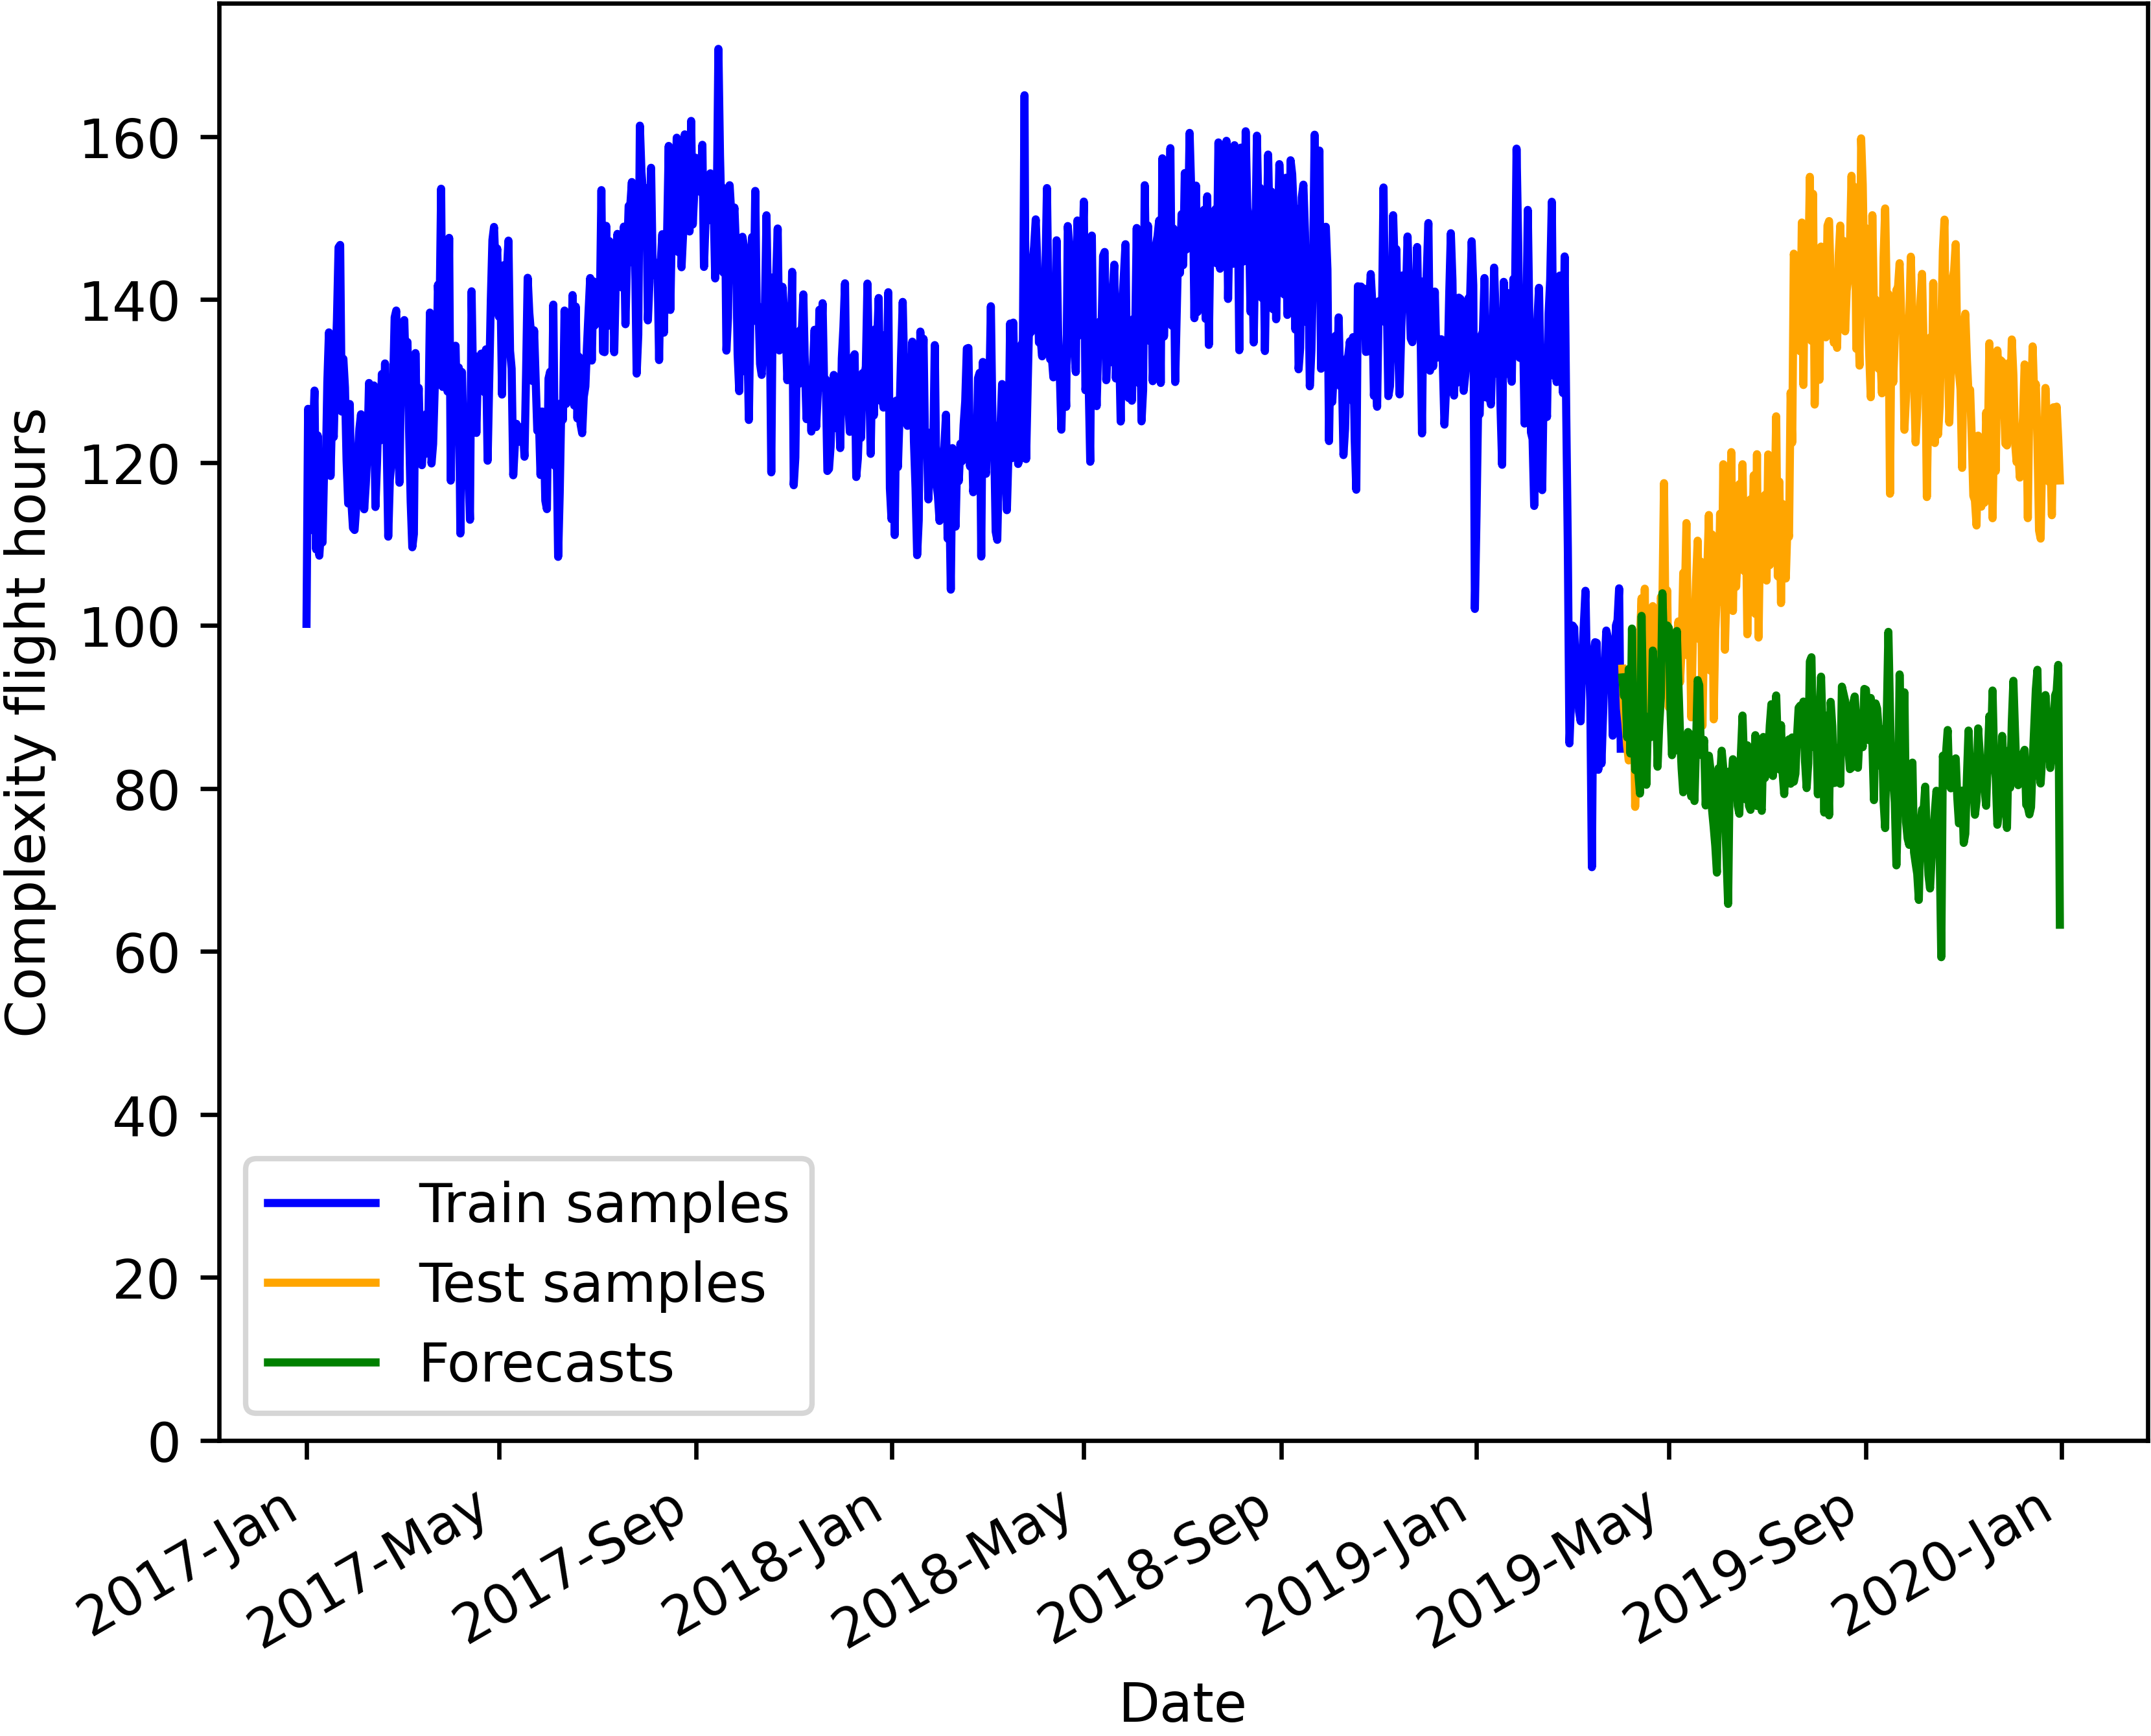 Complexity flight hours
160
140
120
100
80
60
40
20
0
Train samples
Test samples
Forecasts
2017-Jan
2017-May
2017-Sep
2018-Jan
2018-May
2018-Sep
2019-Jan
2019-May
2019-Sep
2020-Jan
Date